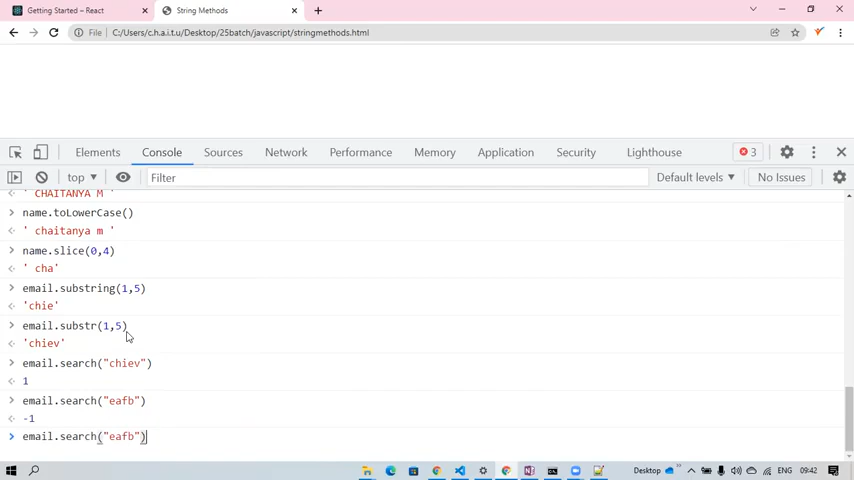 Getting Started – React
String Methods
File C:/Users/c.h.a.i.t.u/Desktop/25batch/javascript/stringmethods.html
Elements Console Sources Network Performance Memory Application Security Lighthouse 3
top Filter Default levels No Issues
' CHAITANYA M '
name.toLowerCase()
' chaitanya m '
name.slice(0,4)
' cha'
email.substring(1,5)
'chie'
email.substr(1,5)
'chiev'
email.search("chiev")
1
email.search("eafb")
-1
email.search("eafb")
Desktop ENG 09:42